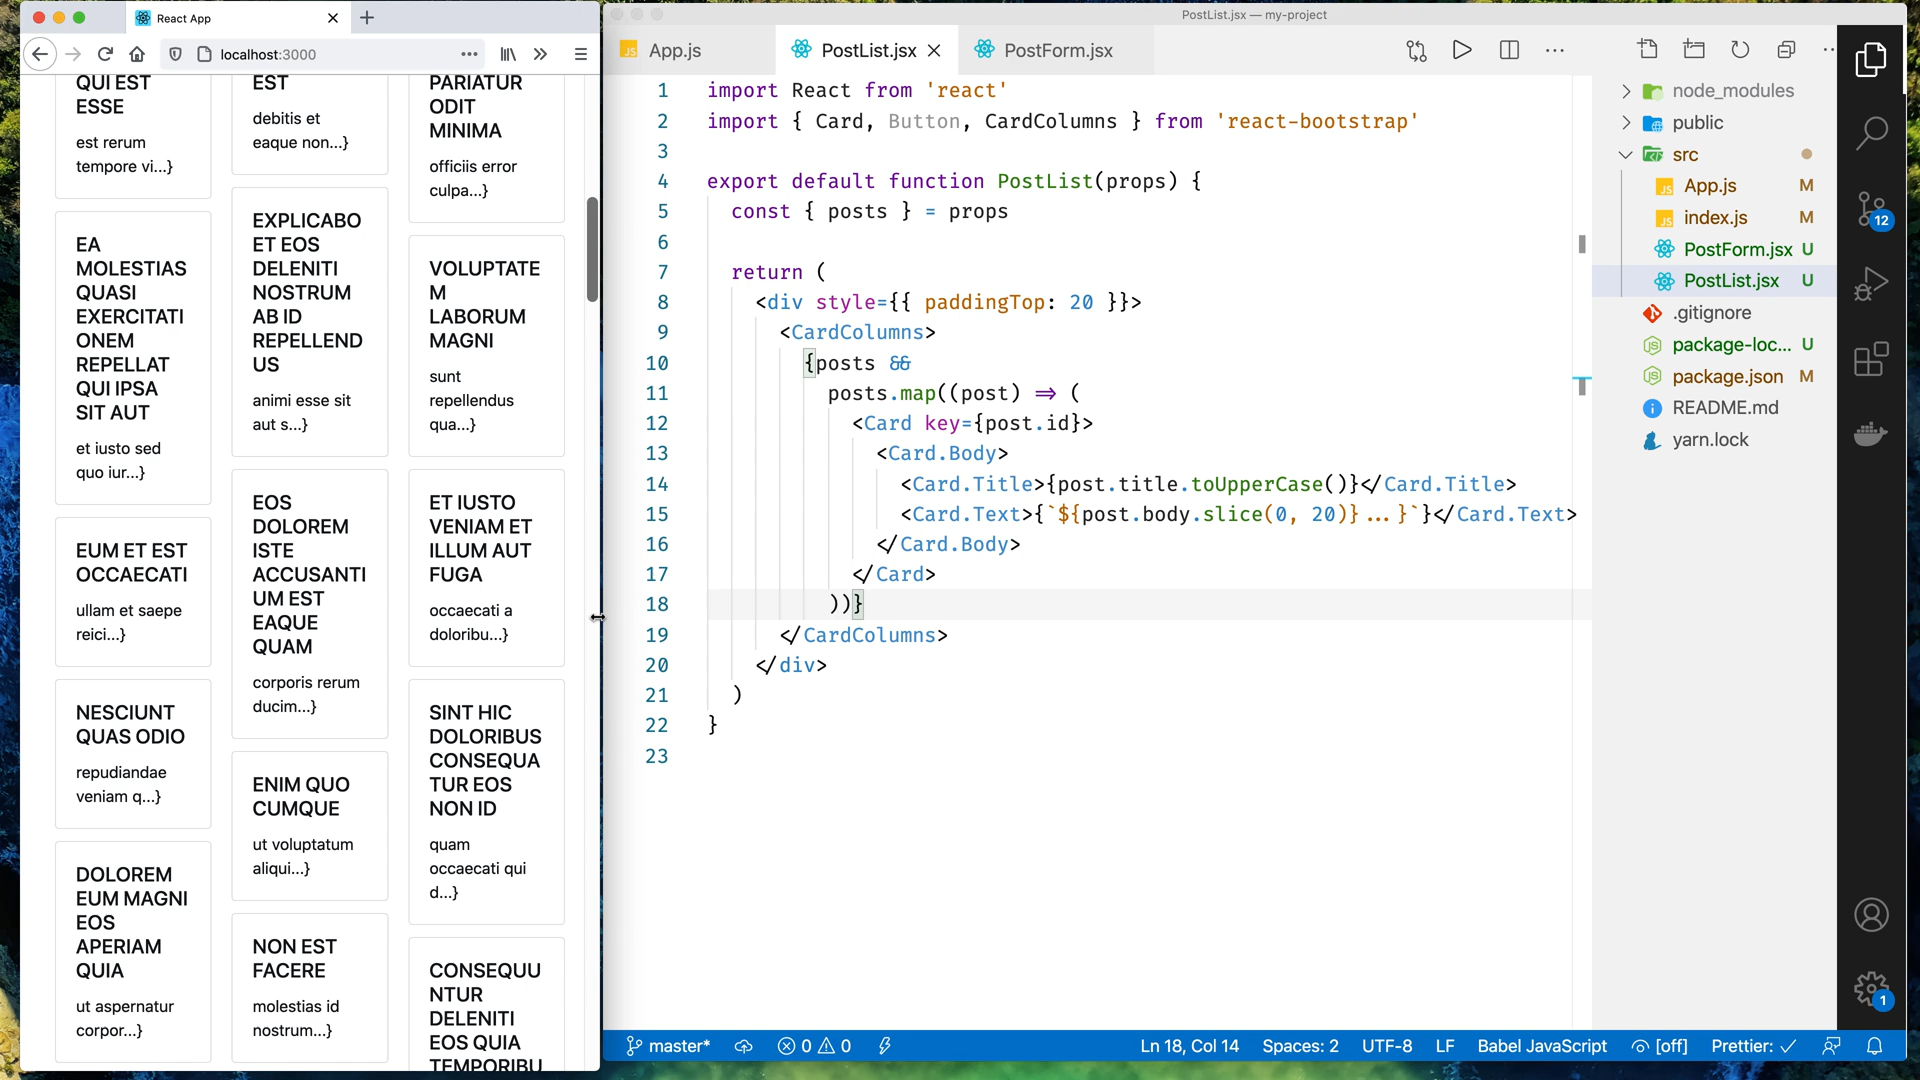 React App
localhost:3000
QUI EST
ESSE
est rerum
tempore vi...}
EA
MOLESTIAS
QUASI
EXERCITATI
ONEM
REPELLAT
QUI IPSA
SIT AUT
et iusto sed
quo iur...}
EUM ET EST
OCCAECATI
ullam et saepe
reici...}
NESCIUNT
QUAS ODIO
repudiandae
veniam q...}
DOLOREM
EUM MAGNI
EOS
APERIAM
QUIA
ut aspernatur
corpor...}
EST
debitis et
eaque non...}
EXPLICABO
ET EOS
DELENITI
NOSTRUM
AB ID
REPELLEND
US
animi esse sit
aut s...}
EOS
DOLOREM
ISTE
ACCUSANTI
UM EST
EAQUE
QUAM
corporis rerum
ducim...}
ENIM QUO
CUMQUE
ut voluptatum
aliqui...}
NON EST
FACERE
molestias id
nostrum...}
PARIATUR
ODIT
MINIMA
officiis error
culpa...}
VOLUPTATE
M
LABORUM
MAGNI
sunt
repellendus
qua...}
ET IUSTO
VENIAM ET
ILLUM AUT
FUGA
occaecati a
doloribu...}
SINT HIC
DOLORIBUS
CONSEQUA
TUR EOS
NON ID
quam
occaecati qui
d...}
CONSEQUU
NTUR
DELENITI
EOS QUIA
TEMPORIBU
PostList.jsx — my-project
JS App.js
PostList.jsx
PostForm.jsx
1 import React from 'react'
2 import { Card, Button, CardColumns } from 'react-bootstrap'
3
4 export default function PostList(props) {
5 const { posts } = props
6
7 return (
8 <div style={{ paddingTop: 20 }}>
9 <CardColumns>
10 {posts &&
11 posts.map((post) => (
12 <Card key={post.id}>
13 <Card.Body>
14 <Card.Title>{post.title.toUpperCase()}</Card.Title>
15 <Card.Text>{`${post.body.slice(0, 20)}...}`}</Card.Text>
16 </Card.Body>
17 </Card>
18 ))}
19 </CardColumns>
20 </div>
21 )
22 }
23
node_modules
public
src
JS App.js M
JS index.js M
PostForm.jsx U
PostList.jsx U
.gitignore
package-loc... U
package.json M
README.md
yarn.lock
12
1
master* 0 0
Ln 18, Col 14 Spaces: 2 UTF-8 LF Babel JavaScript [off] Prettier: ✓